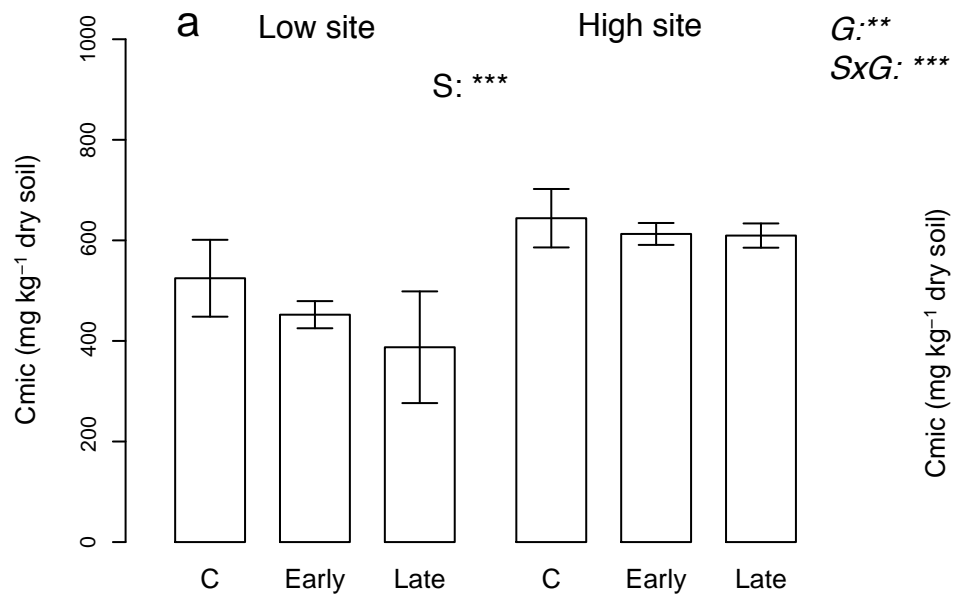 a
Low site
High site
G:**
SxG: ***
S: ***
Cmic (mg kg⁻¹ dry soil)
1000
800
600
400
200
0
C Early Late C Early Late
Cmic (mg kg⁻¹ dry soil)